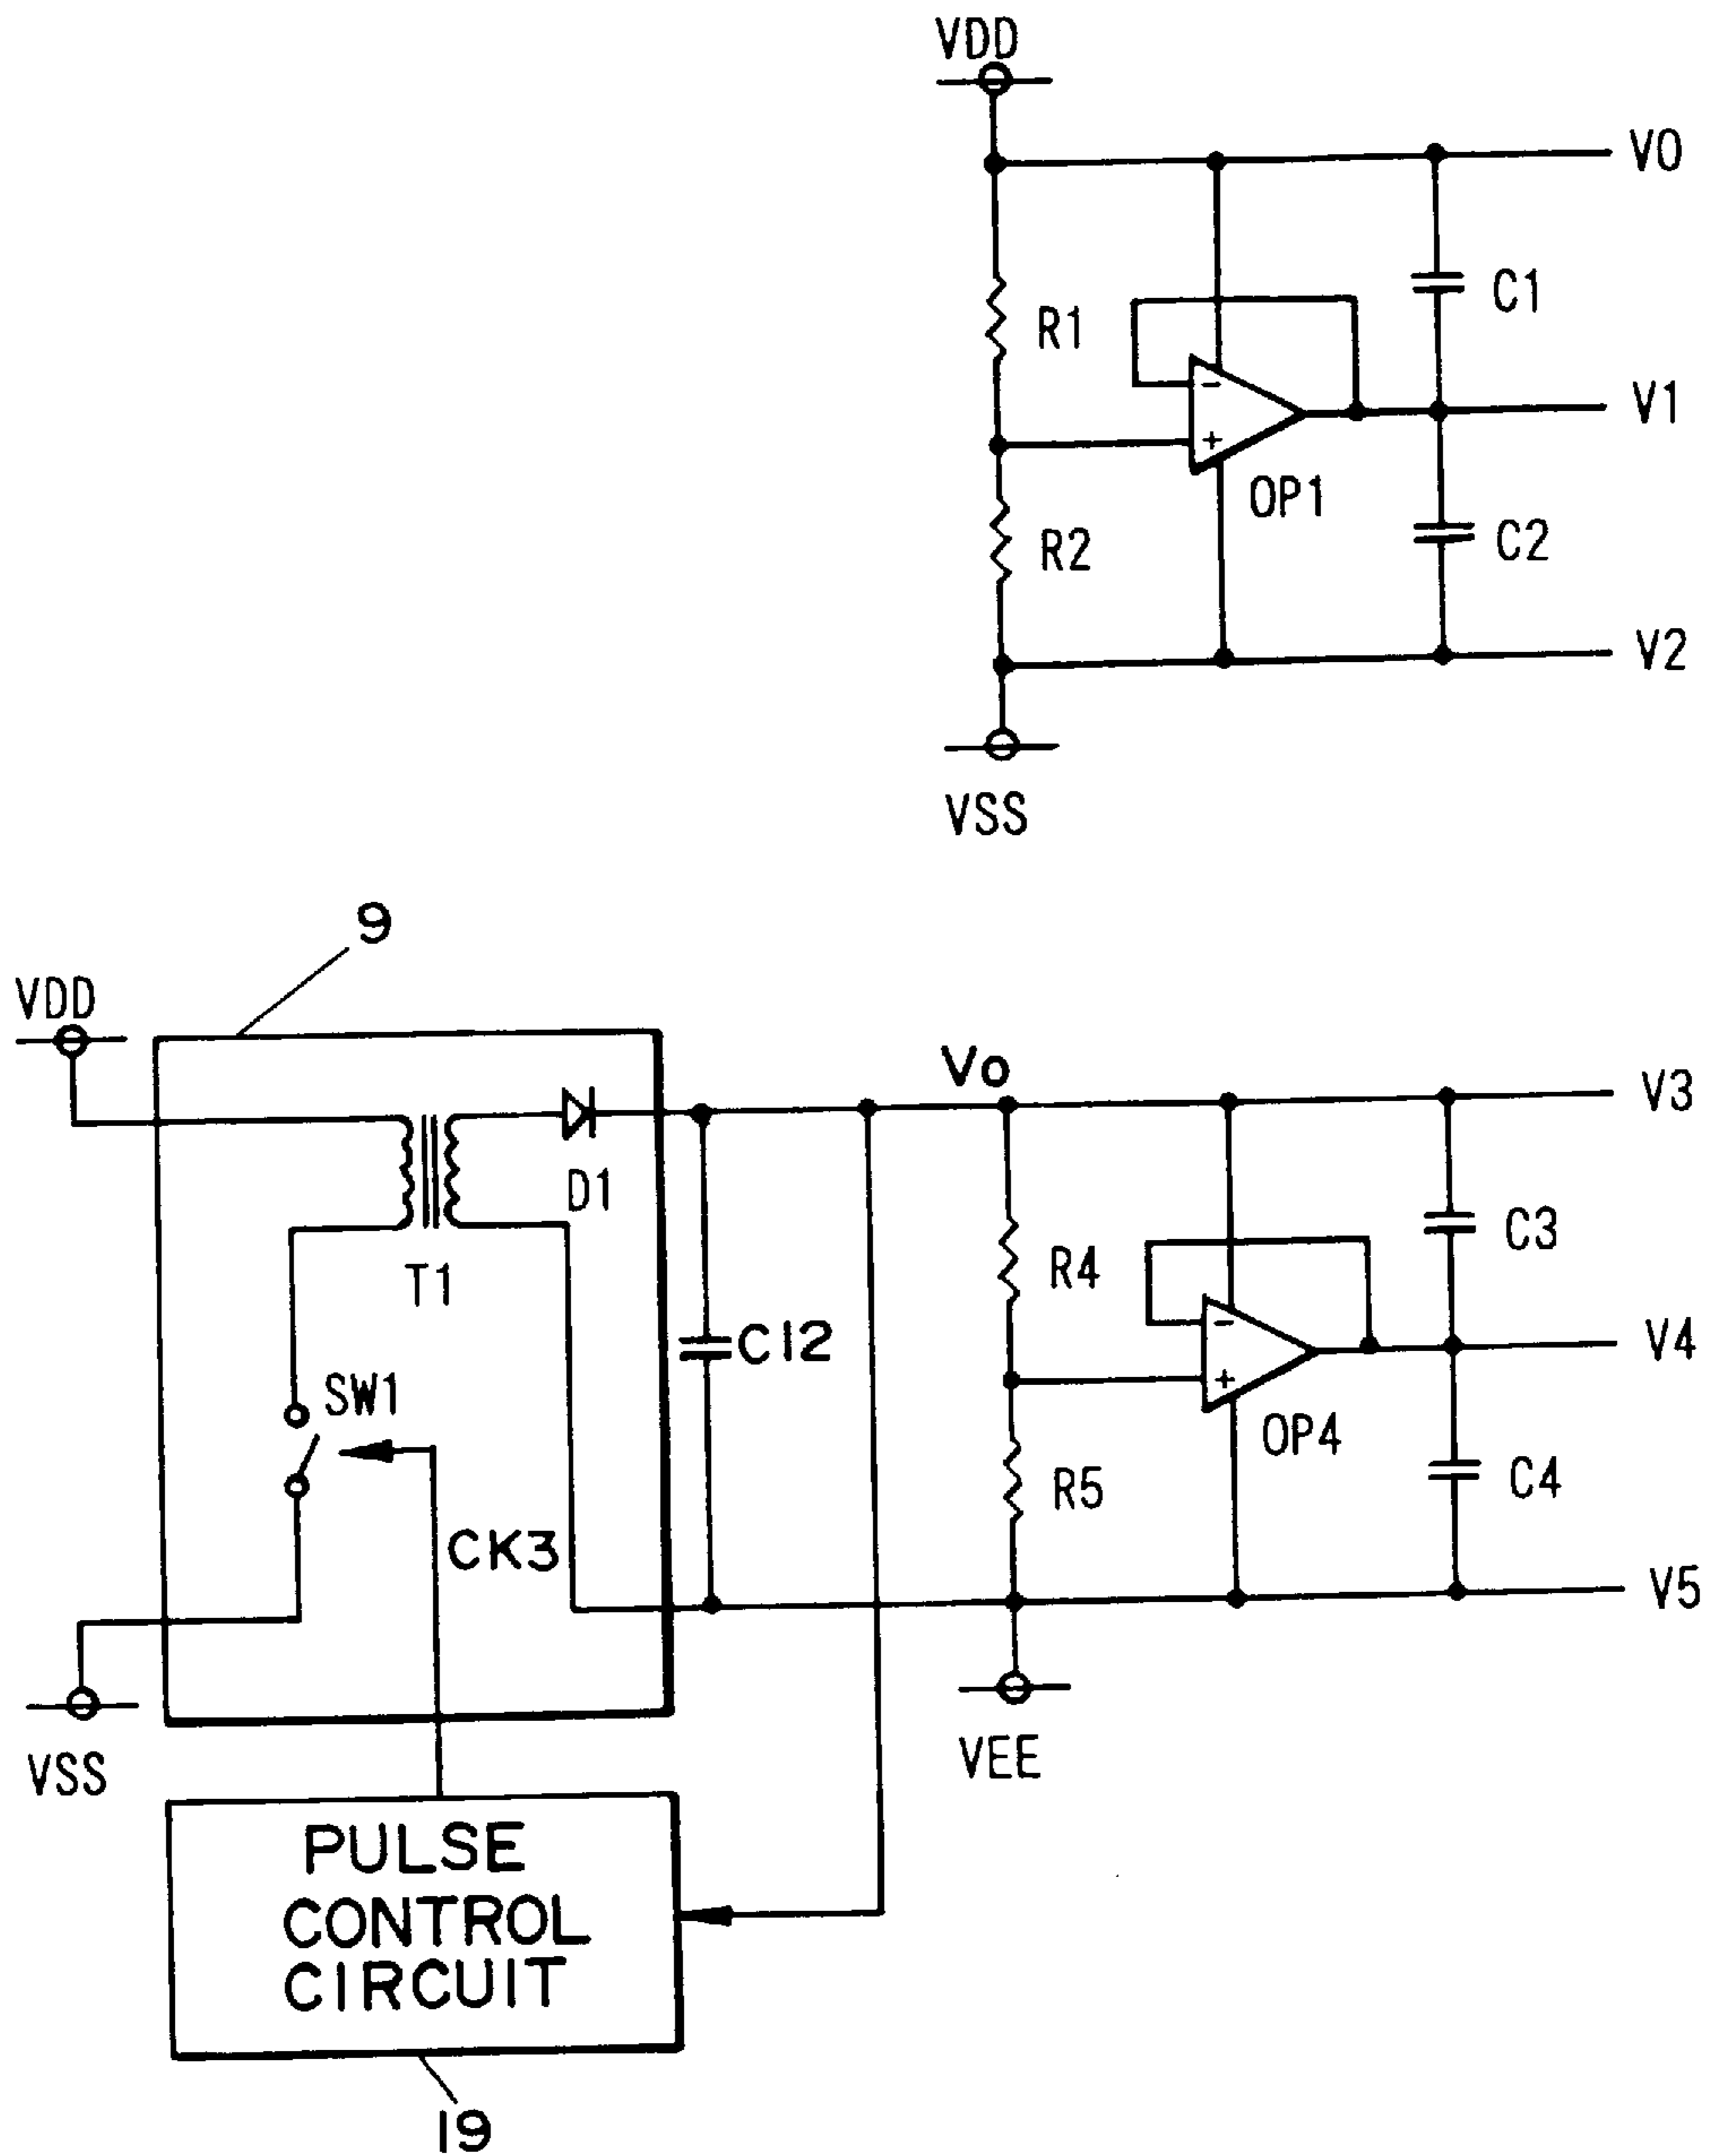 VDD
V0
R1
C1
-
V1
+
OP1
R2
C2
V2
VSS
9
VDD
Vo
V3
D1
T1
R4
C3
-
C12
V4
SW1
+
OP4
R5
C4
CK3
V5
VSS
VEE
PULSE
CONTROL
CIRCUIT
19